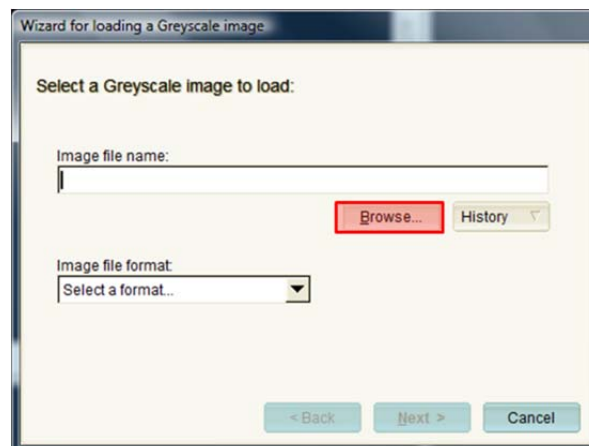 Wizard for loading a Greyscale image
Select a Greyscale image to load:
Image file name:
Browse... History
Image file format:
Select a format...
< Back Next > Cancel